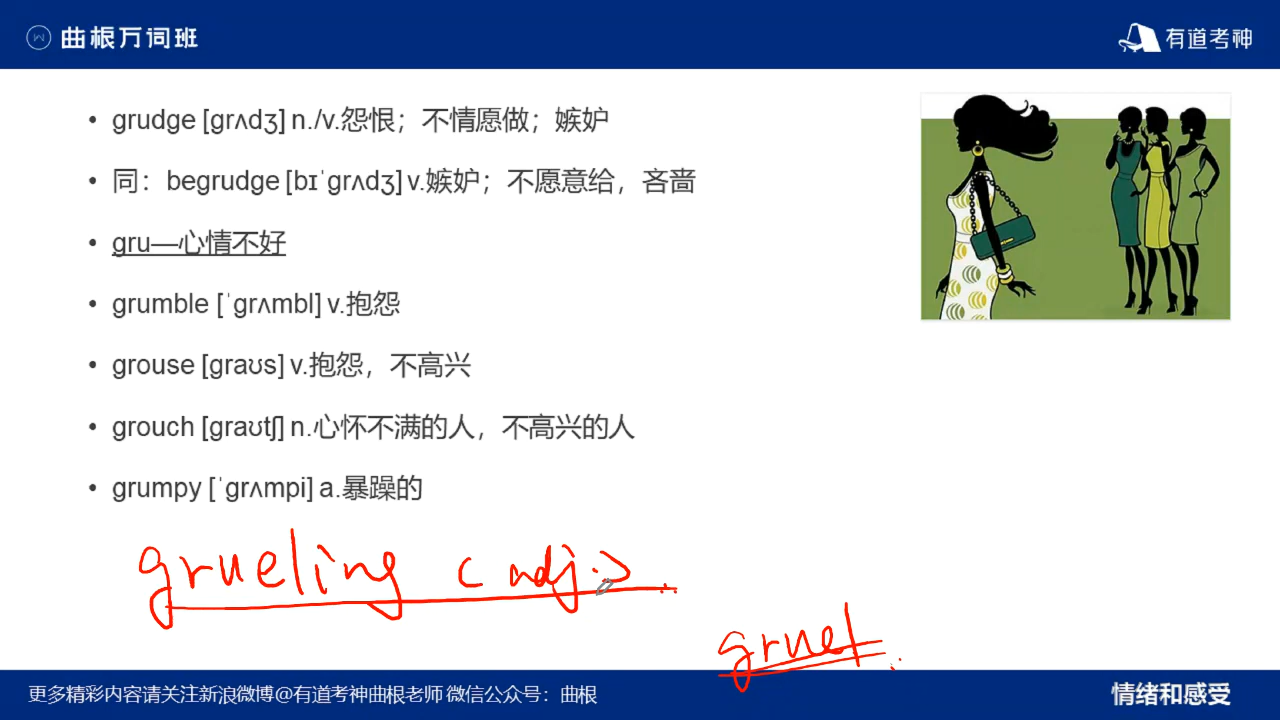 曲根万词班
有道考神
• grudge [grʌdʒ] n./v.怨恨；不情愿做；嫉妒
• 同：begrudge [bɪˈgrʌdʒ] v.嫉妒；不愿意给，吝啬
• gru—心情不好
• grumble [ˈgrʌmbl] v.抱怨
• grouse [graʊs] v.抱怨，不高兴
• grouch [graʊtʃ] n.心怀不满的人，不高兴的人
• grumpy [ˈgrʌmpi] a.暴躁的
grueling (adj.)
gruel
更多精彩内容请关注新浪微博@有道考神曲根老师 微信公众号：曲根
情绪和感受